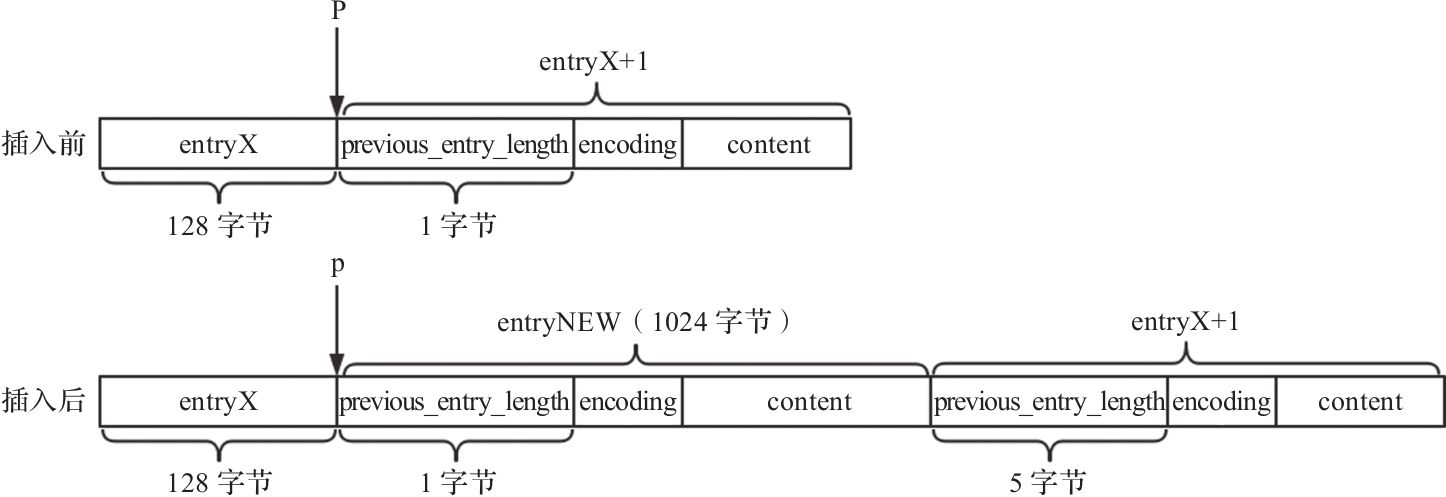 P
entryX+1
插入前 entryX previous_entry_length encoding content
128 字节 1 字节
p
entryNEW（1024 字节） entryX+1
插入后 entryX previous_entry_length encoding content previous_entry_length encoding content
128 字节 1 字节 5 字节